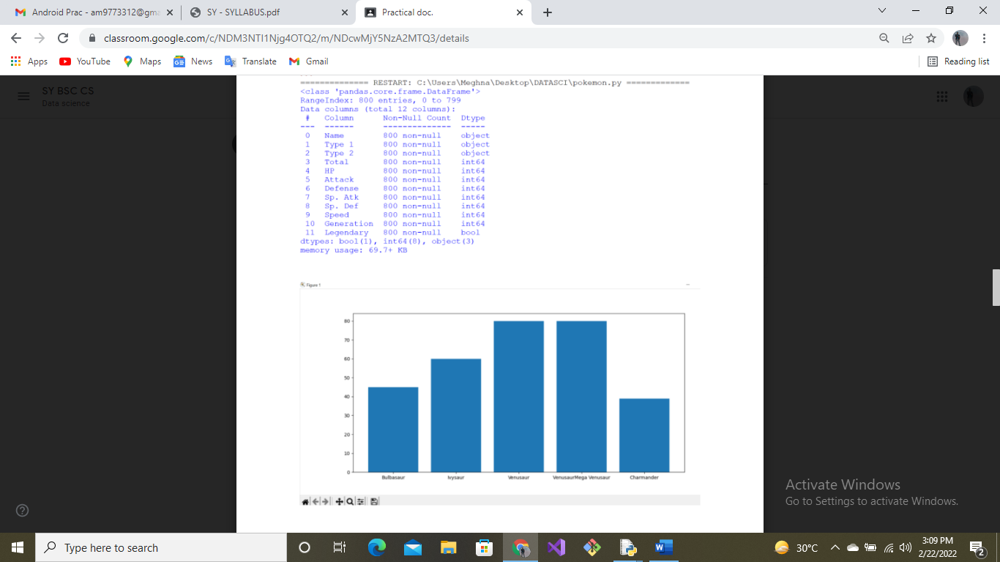 Android Prac - am9773312@gma
SY - SYLLABUS.pdf
Practical doc.
classroom.google.com/c/NDM3NTI1Njg4OTQ2/m/NDcwMjY5NzA2MTQ3/details
Apps
YouTube
Maps
News
Translate
Gmail
Reading list
SY BSC CS
Data science
============== RESTART: C:\Users\Meghna\Desktop\DATASCI\pokemon.py =============
<class 'pandas.core.frame.DataFrame'>
RangeIndex: 800 entries, 0 to 799
Data columns (total 12 columns):
# Column Non-Null Count Dtype
--- ------ -------------- -----
0 Name 800 non-null object
1 Type 1 800 non-null object
2 Type 2 800 non-null object
3 Total 800 non-null int64
4 HP 800 non-null int64
5 Attack 800 non-null int64
6 Defense 800 non-null int64
7 Sp. Atk 800 non-null int64
8 Sp. Def 800 non-null int64
9 Speed 800 non-null int64
10 Generation 800 non-null int64
11 Legendary 800 non-null bool
dtypes: bool(1), int64(8), object(3)
memory usage: 69.7+ KB
Figure 1
80
70
60
50
40
30
20
10
0
Bulbasaur Ivysaur Venusaur VenusaurMega Venusaur Charmander
Activate Windows
Go to Settings to activate Windows.
Type here to search
30°C
3:09 PM
2/22/2022
2